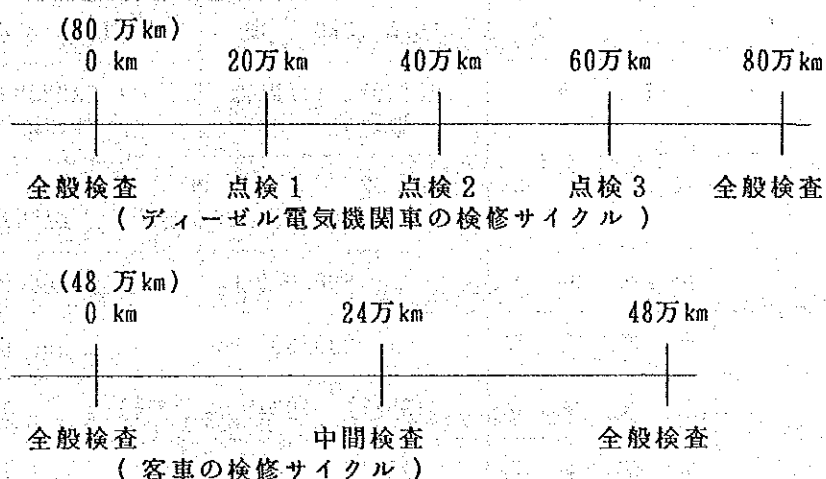 (80 万km)
0 km 20万km 40万km 60万km 80万km
全般検査 点検1 点検2 点検3 全般検査
( ディーゼル電気機関車の検修サイクル )
(48 万km)
0 km 24万km 48万km
全般検査 中間検査 全般検査
( 客車の検修サイクル )